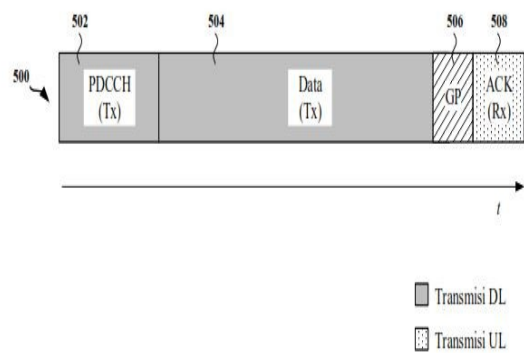 502
504
506
508
500
PDCCH
(Tx)
Data
(Tx)
GP
ACK
(Rx)
t
Transmisi DL
Transmisi UL